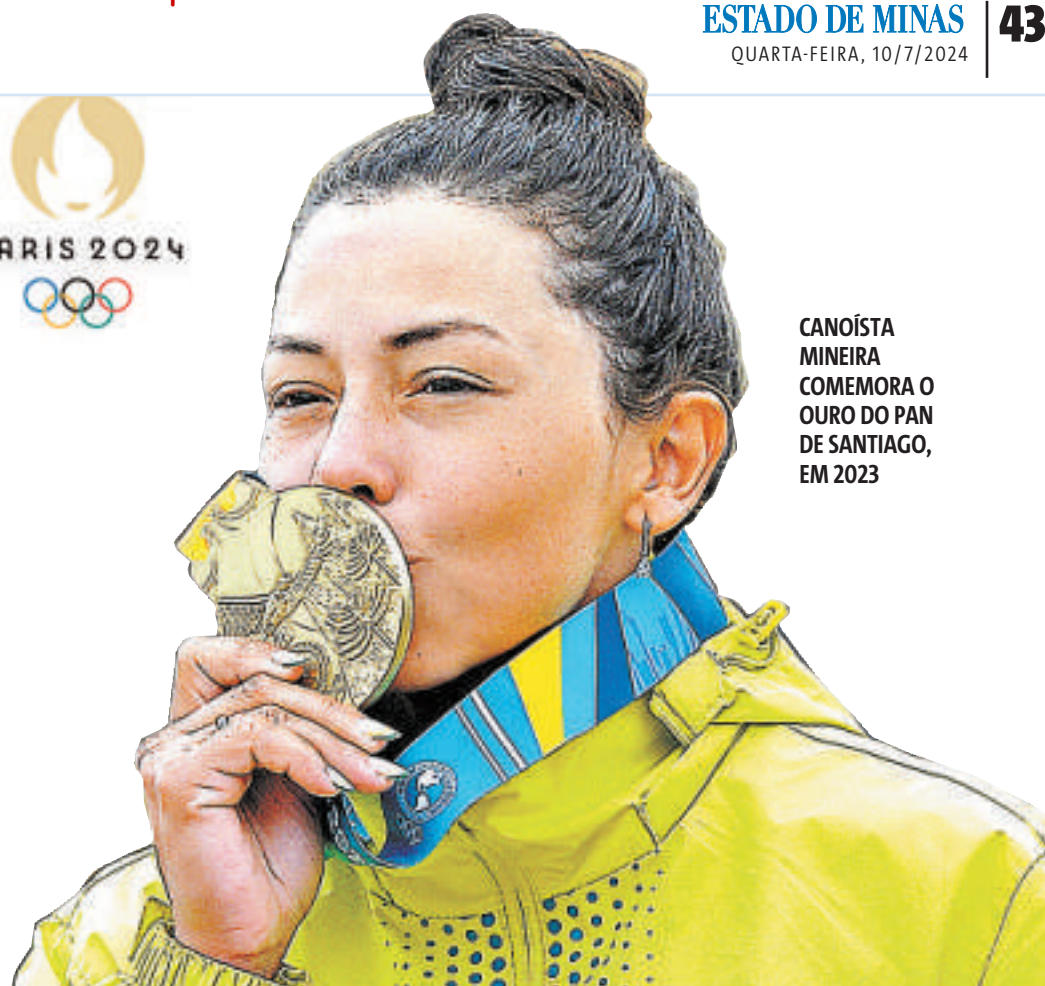 ESTADO DE MINAS
43
QUARTA-FEIRA, 10/7/2024
ARIS 2024
CANOÍSTA
MINEIRA
COMEMORA O
OURO DO PAN
DE SANTIAGO,
EM 2023